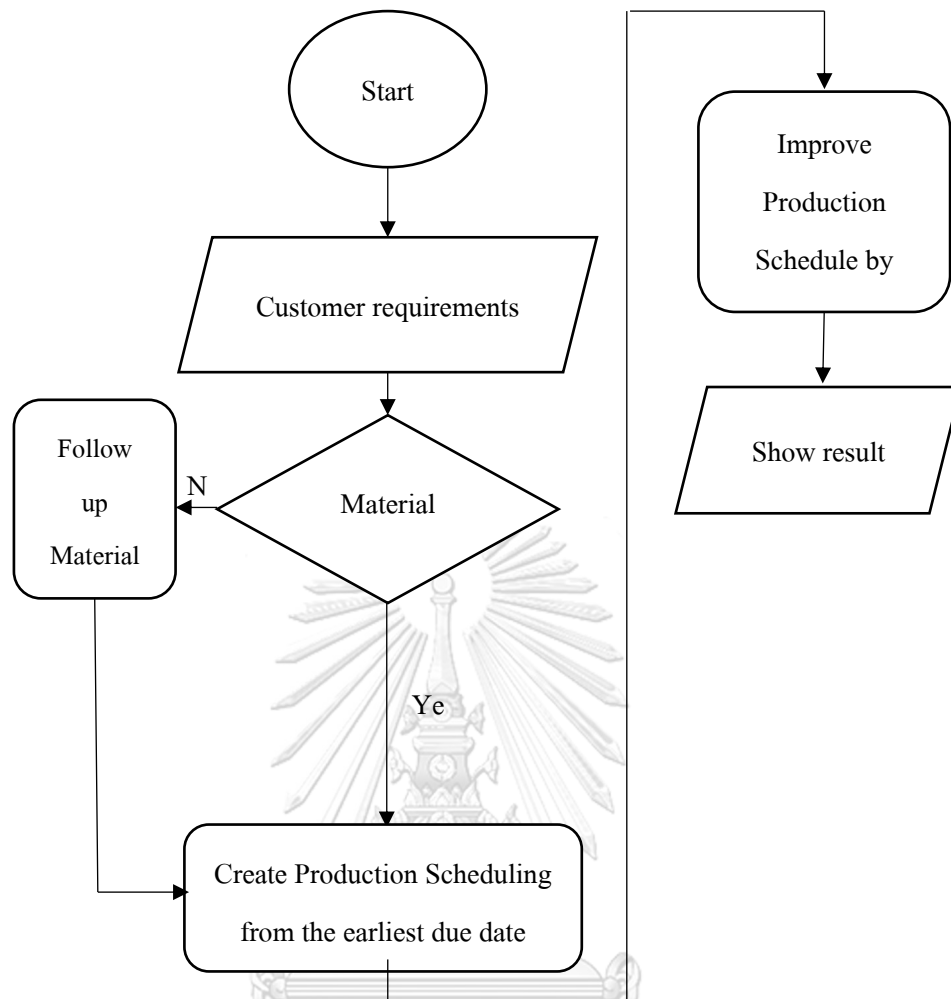 Start
Customer requirements
Material
N
Follow
up
Material
Ye
Create Production Scheduling
from the earliest due date
Improve
Production
Schedule by
Show result